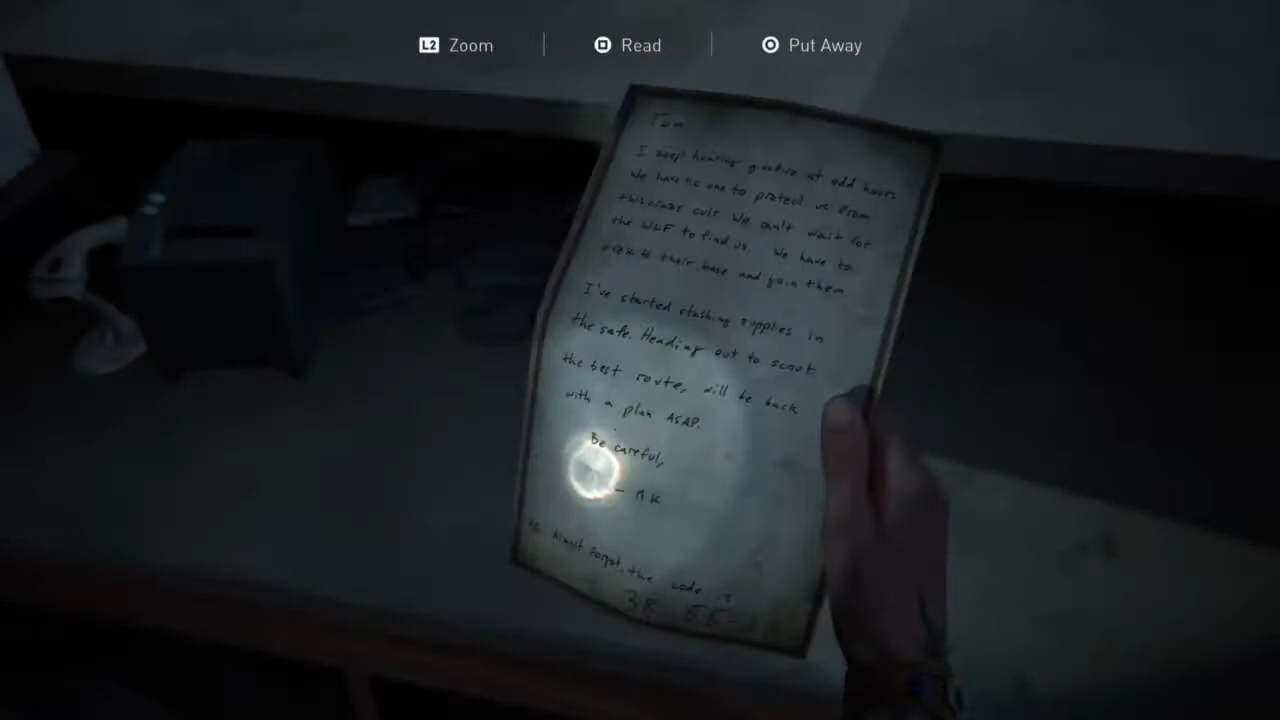 L2 Zoom | Read | Put Away
Tom
I keep hearing gunfire at odd hours
We have no one to protect us from
this crazy cult We can't wait for
the WLF to find us. We have to
trek to their base and join them
I've started stashing supplies in
the safe. Heading out to scout
the best route, will be back
with a plan ASAP.
Be careful,
- MK
Almost forgot, the code is